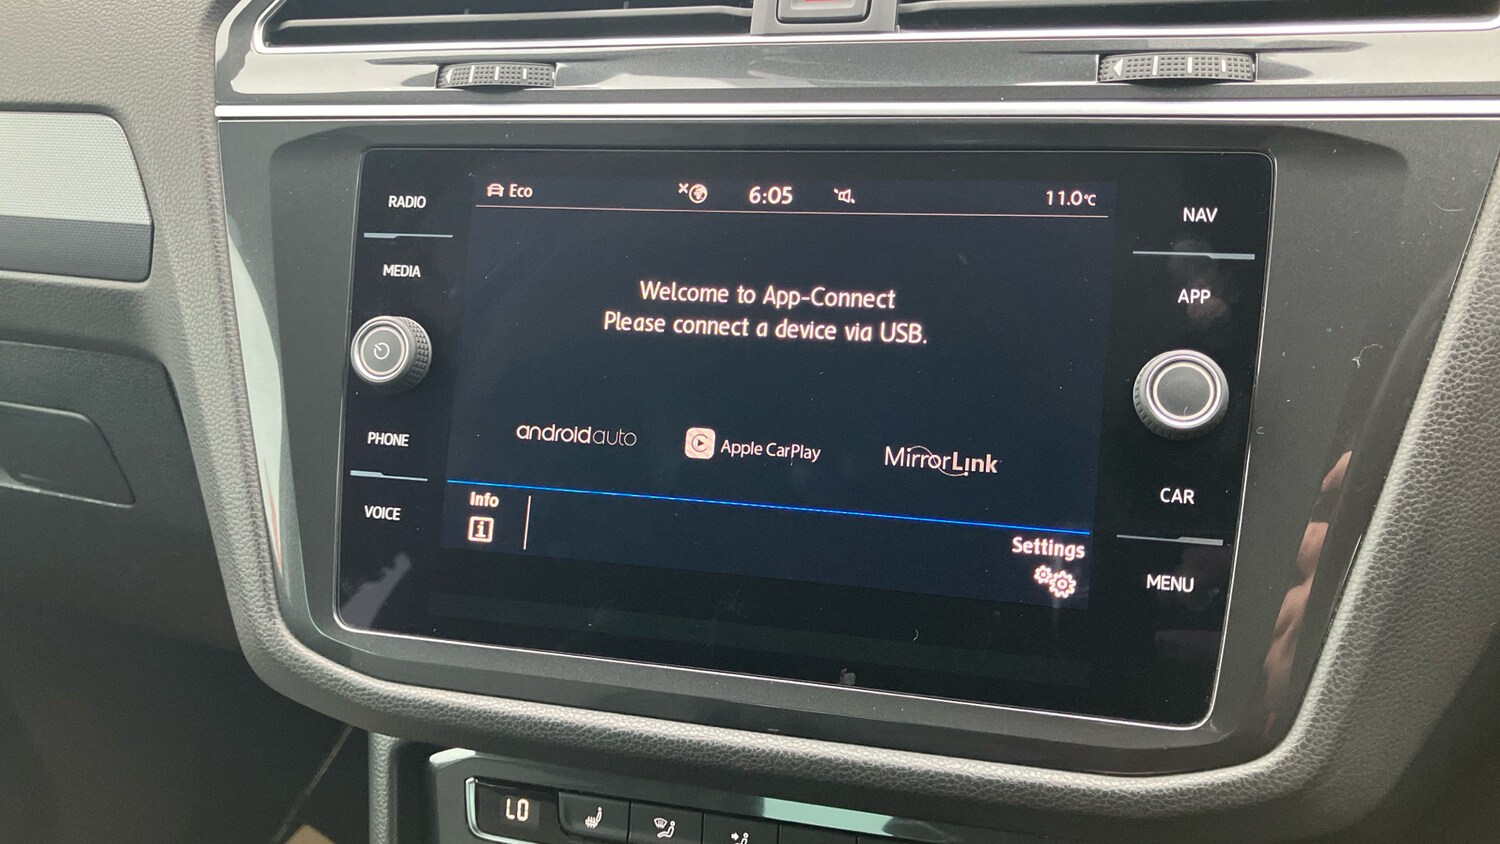 RADIO
MEDIA
PHONE
VOICE
Eco
6:05
11.0°C
Welcome to App-Connect
Please connect a device via USB.
androidauto
Apple CarPlay
MirrorLink
Info
i
Settings
NAV
APP
CAR
MENU
LO